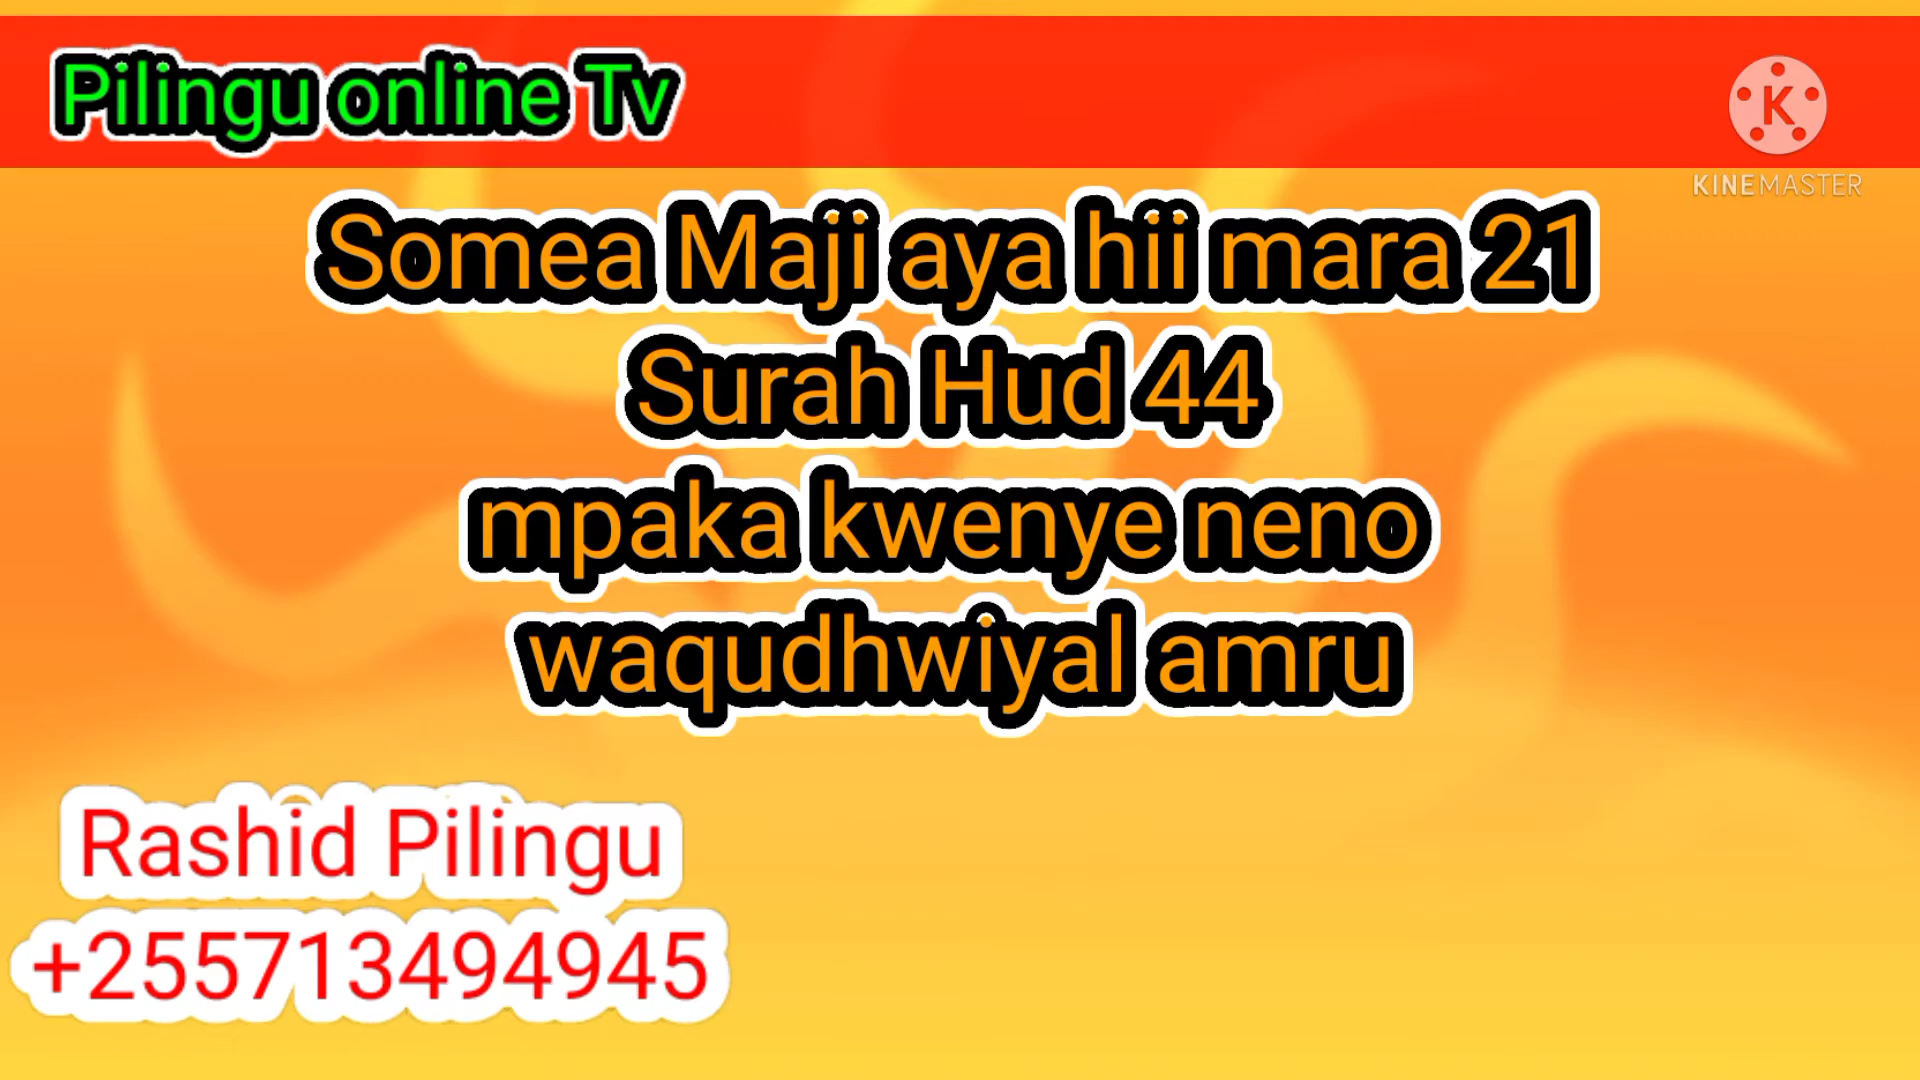 Pilingu online Tv
K
KINEMASTER
Somea Maji aya hii mara 21
Surah Hud 44
mpaka kwenye neno
waqudhwiyal amru
Rashid Pilingu
+255713494945